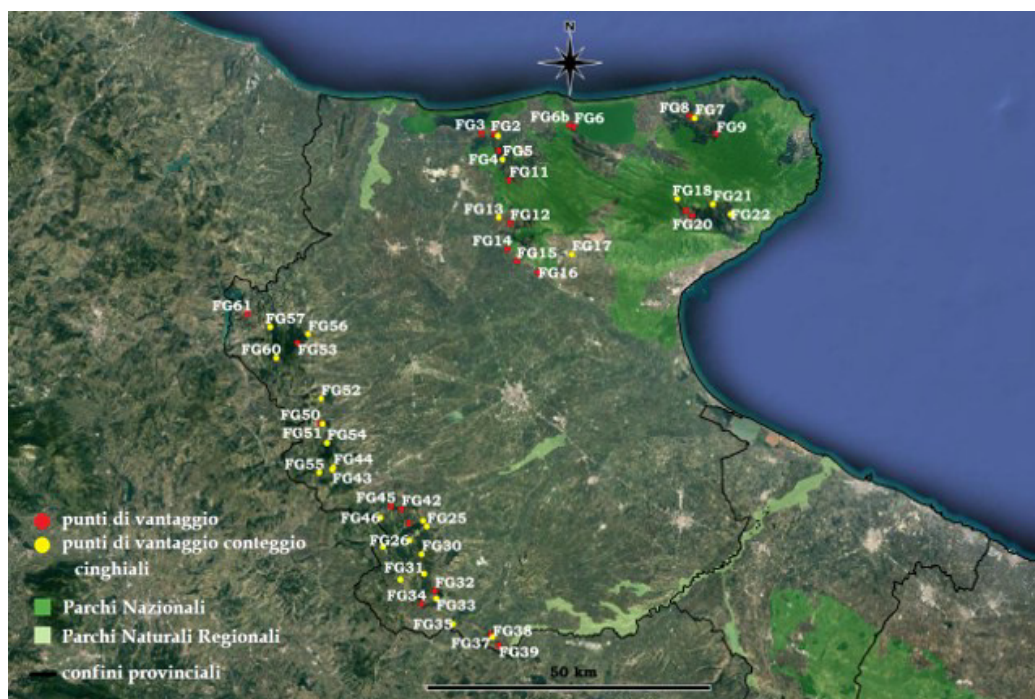 N
FG8 FG7
FG6b FG6
FG3 FG2
FG9
FG4 FG5
FG11
FG18
FG21
FG13
FG12
FG20
FG22
FG14
FG17
FG15
FG16
FG61
FG57
FG56
FG53
FG60
FG52
FG50
FG51 FG54
FG44
FG55
FG43
FG45 FG42
FG46
FG25
FG26
FG30
FG31
FG32
FG34
FG33
FG35
FG38
FG37
FG39
punti di vantaggio
punti di vantaggio conteggio
cinghiali
Parchi Nazionali
Parchi Naturali Regionali
confini provinciali
50 km